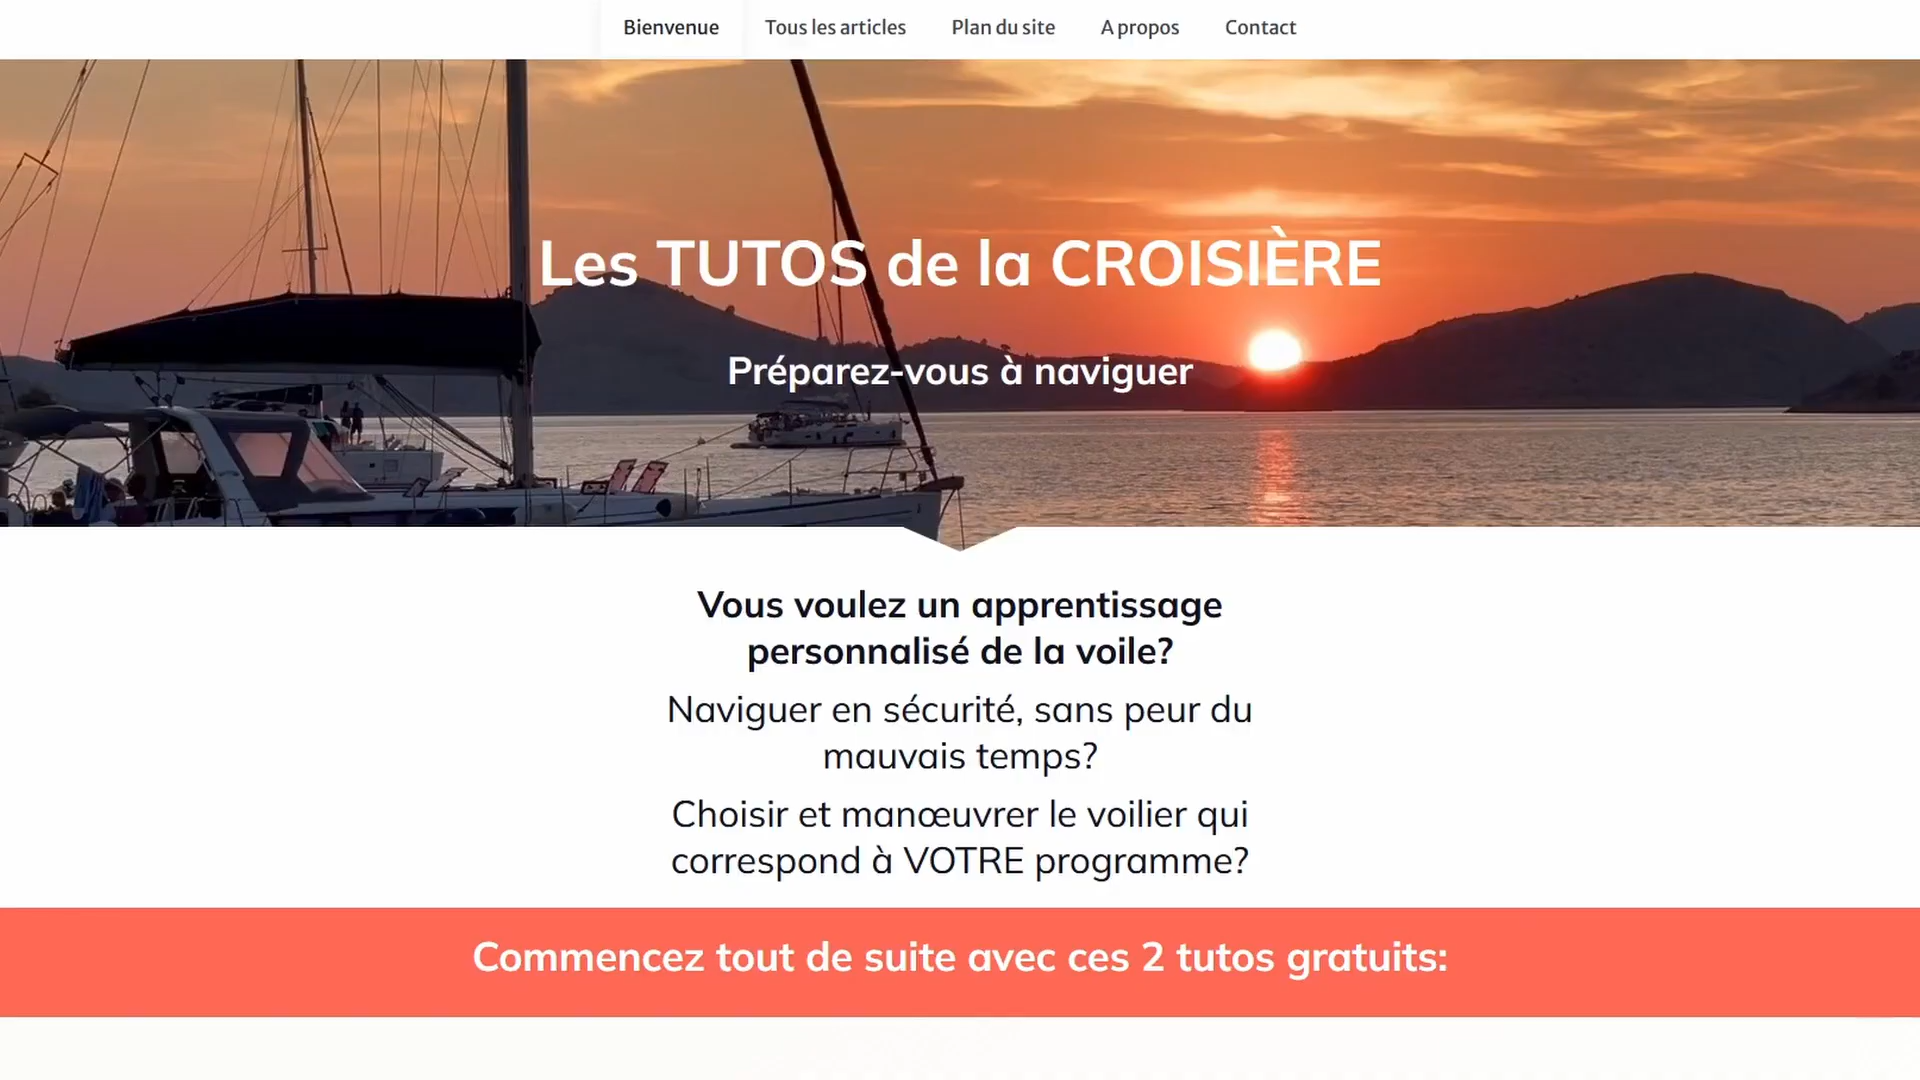 Bienvenue Tous les articles Plan du site A propos Contact
Les TUTOS de la CROISIÈRE
Préparez-vous à naviguer
Vous voulez un apprentissage
personnalisé de la voile?
Naviguer en sécurité, sans peur du
mauvais temps?
Choisir et manœuvrer le voilier qui
correspond à VOTRE programme?
Commencez tout de suite avec ces 2 tutos gratuits: